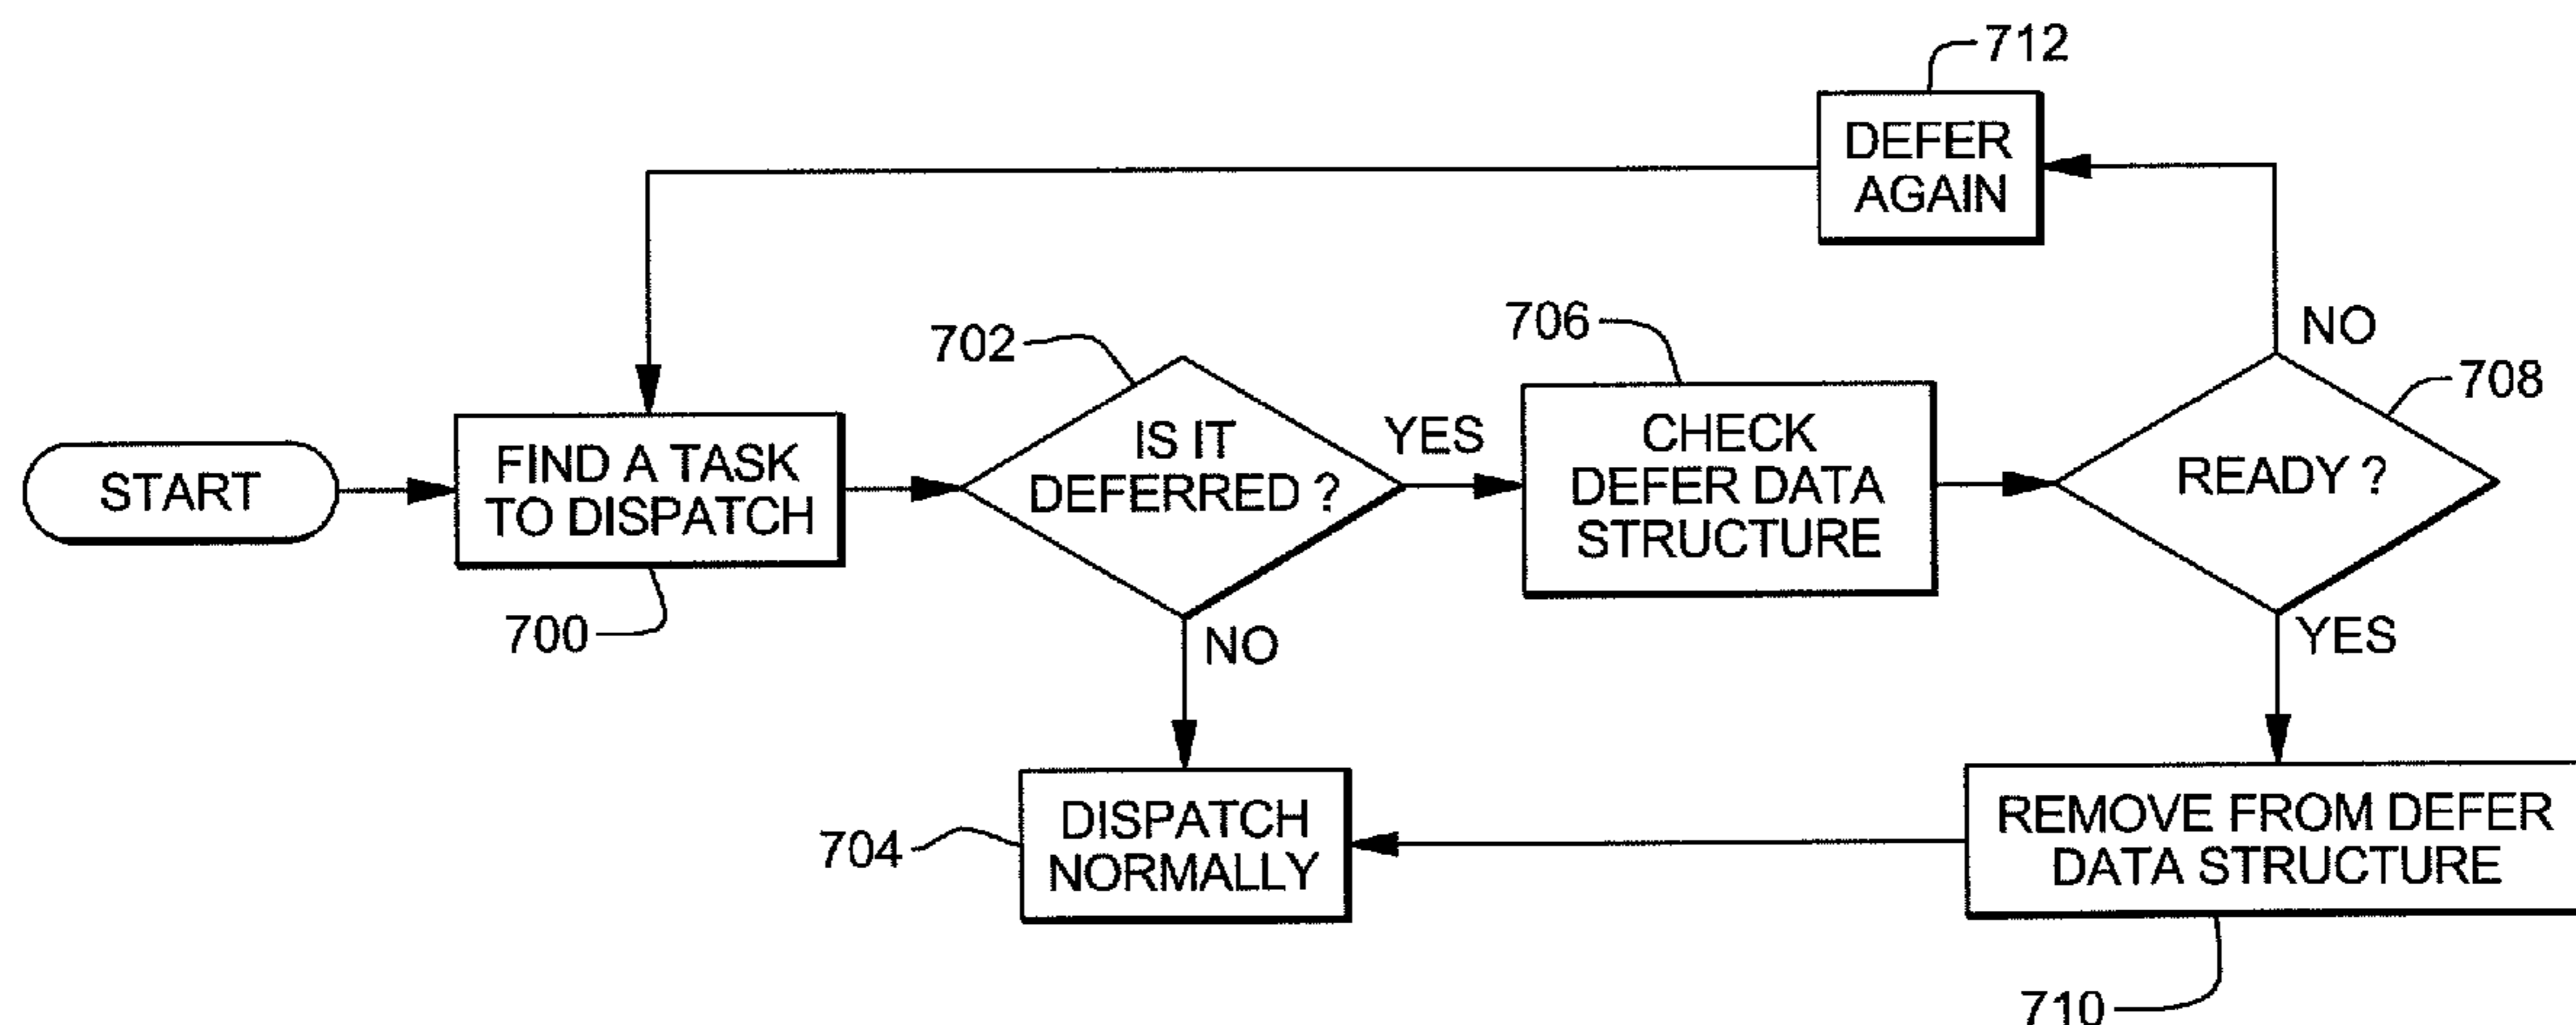 712
DEFER
AGAIN
702
706
NO
708
START
FIND A TASK
TO DISPATCH
IS IT
DEFERRED ?
YES
CHECK
DEFER DATA
STRUCTURE
READY ?
700
NO
YES
704
DISPATCH
NORMALLY
REMOVE FROM DEFER
DATA STRUCTURE
710